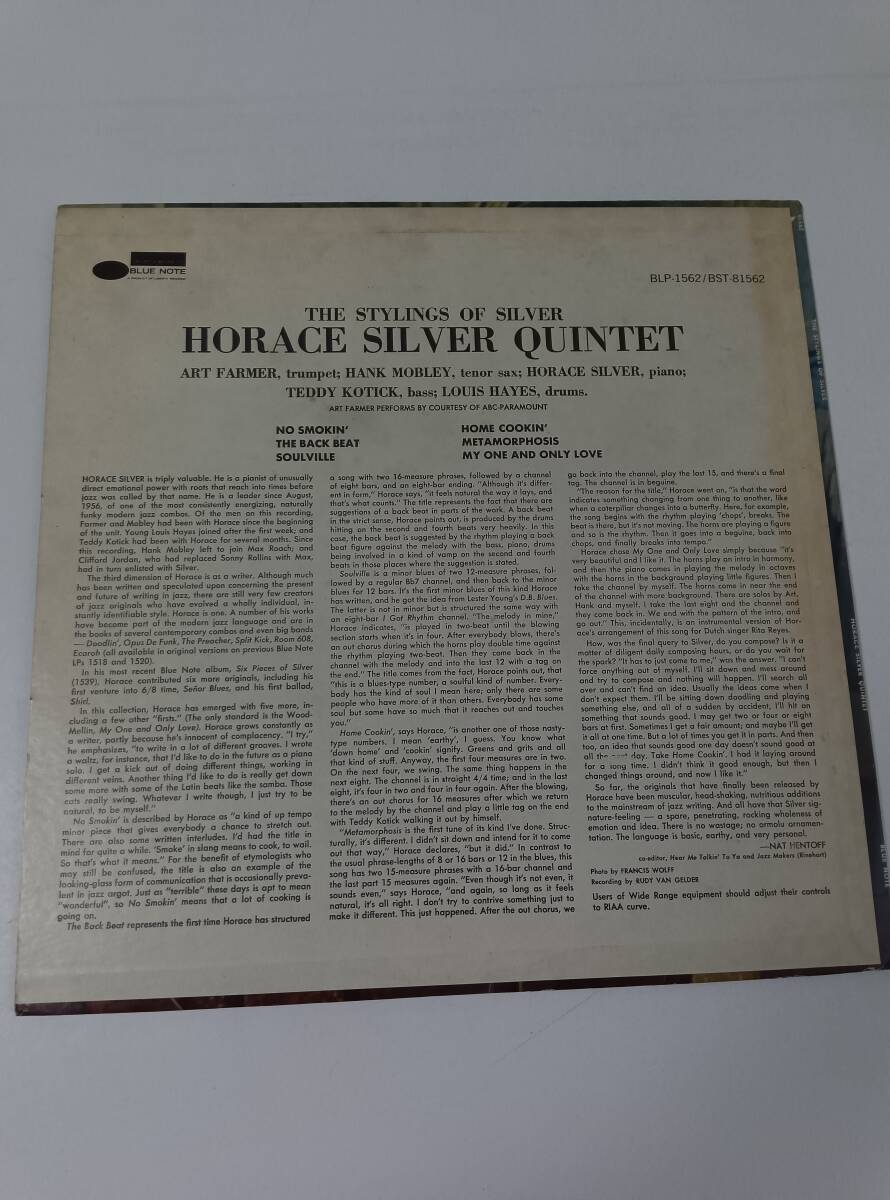 BLUE NOTE
A PRODUCT OF LIBERTY RECORDS
BLP-1562/BST-81562
THE STYLINGS OF SILVER
HORACE SILVER QUINTET
ART FARMER, trumpet; HANK MOBLEY, tenor sax; HORACE SILVER, piano;
TEDDY KOTICK, bass; LOUIS HAYES, drums.
ART FARMER PERFORMS BY COURTESY OF ABC-PARAMOUNT
NO SMOKIN'
THE BACK BEAT
SOULVILLE
HOME COOKIN'
METAMORPHOSIS
MY ONE AND ONLY LOVE
HORACE SILVER is triply valuable. He is a pianist of unusually
direct emotional power with roots that reach into times before
jazz was called by that name. He is a leader since August,
1956, of one of the most consistently energizing, naturally
funky modern jazz combos. Of the men on this recording,
Farmer and Mobley had been with Horace since the beginning
of the unit. Young Louis Hayes joined after the first week; and
Teddy Kotick had been with Horace for several months. Since
this recording, Hank Mobley left to join Max Roach; and
Clifford Jordan, who had replaced Sonny Rollins with Max,
had in turn enlisted with Silver.
The third dimension of Horace is as a writer. Although much
has been written and speculated upon concerning the present
and future of writing in jazz, there are still very few creators
of jazz originals who have evolved a wholly individual, in-
stantly identifiable style. Horace is one. A number of his works
have become part of the modern jazz language and are in
the books of several contemporary combos and even big bands
— Doodlin', Opus De Funk, The Preacher, Split Kick, Room 608,
Ecaroh (all available in original versions on previous Blue Note
LPs 1518 and 1520).
In his most recent Blue Note album, Six Pieces of Silver
(1539), Horace contributed six more originals, including his
first venture into 6/8 time, Señor Blues, and his first ballad,
Shirl.
In this collection, Horace has emerged with five more, in-
cluding a few other "firsts." (The only standard is the Wood-
Mellin, My One and Only Love). Horace grows constantly as
a writer, partly because he's innocent of complacency. "I try,"
he emphasizes, "to write in a lot of different grooves. I wrote
a waltz, for instance, that I'd like to do in the future as a piano
solo. I get a kick out of doing different things, working in
different veins. Another thing I'd like to do is really get down
some more with some of the Latin beats like the samba. Those
cats really swing. Whatever I write though, I just try to be
natural, to be myself."
No Smokin' is described by Horace as "a kind of up tempo
minor piece that gives everybody a chance to stretch out.
There are also some written interludes. I'd had the title in
mind for quite a while. 'Smoke' in slang means to cook, to wail.
So that's what it means." For the benefit of etymologists who
may still be confused, the title is also an example of the
looking-glass form of communication that is occasionally preva-
lent in jazz argot. Just as "terrible" these days is apt to mean
"wonderful", so No Smokin' means that a lot of cooking is
going on.
The Back Beat represents the first time Horace has structured
a song with two 16-measure phrases, followed by a channel
of eight bars, and an eight-bar ending. "Although it's differ-
ent in form," Horace says, "it feels natural the way it lays, and
that's what counts." The title represents the fact that there are
suggestions of a back beat in parts of the work. A back beat
in the strict sense, Horace points out, is produced by the drums
hitting on the second and fourth beats very heavily. In this
case, the back beat is suggested by the rhythm playing a back
beat figure against the melody with the bass, piano, drums
being involved in a kind of vamp on the second and fourth
beats in those places where the suggestion is stated.
Soulville is a minor blues of two 12-measure phrases, fol-
lowed by a regular Bb7 channel, and then back to the minor
blues for 12 bars. It's the first minor blues of this kind Horace
has written, and he got the idea from Lester Young's D.B. Blues.
The latter is not in minor but is structured the same way with
an eight-bar I Got Rhythm channel. "The melody in mine,"
Horace indicates, "is played in two-beat until the blowing
section starts when it's in four. After everybody blows, there's
an out chorus during which the horns play double time against
the rhythm playing two-beat. Then they come back in the
channel with the melody and into the last 12 with a tag on
the end." The title comes from the fact, Horace points out, that
"this is a blues-type number, a soulful kind of number. Every-
body has the kind of soul I mean here; only there are some
people who have more of it than others. Everybody has some
soul but some have so much that it reaches out and touches
you."
Home Cookin', says Horace, "is another one of those nasty-
type numbers. I mean 'earthy', I guess. You know what
'down home' and 'cookin' signify. Greens and grits and all
that kind of stuff. Anyway, the first four measures are in two.
On the next four, we swing. The same thing happens in the
next eight. The channel is in straight 4/4 time; and in the last
eight, it's four in two and four in four again. After the blowing,
there's an out chorus for 16 measures after which we return
to the melody by the channel and play a little tag on the end
with Teddy Kotick walking it out by himself.
"Metamorphosis is the first tune of its kind I've done. Struc-
turally, it's different. I didn't sit down and intend for it to come
out that way," Horace declares, "but it did." In contrast to
the usual phrase-lengths of 8 or 16 bars or 12 in the blues, this
song has two 15-measure phrases with a 16-bar channel and
the last part 15 measures again. "Even though it's not even, it
sounds even," says Horace, "and again, so long as it feels
natural, it's all right. I don't try to contrive something just to
make it different. This just happened. After the out chorus, we
go back into the channel, play the last 15, and there's a final
tag. The channel is in beguine.
"The reason for the title," Horace went on, "is that the word
indicates something changing from one thing to another, like
when a caterpillar changes into a butterfly. Here, for example,
the song begins with the rhythm playing 'chops', breaks. The
beat is there, but it's not moving. The horns are playing a figure
and so is the rhythm. Then it goes into a beguine, back into
chops, and finally breaks into tempo."
Horace chose My One and Only Love simply because "it's
very beautiful and I like it. The horns play an intro in harmony,
and then the piano comes in playing the melody in octaves
with the horns in the background playing little figures. Then I
take the channel by myself. The horns come in near the end
of the channel with more background. There are solos by Art,
Hank and myself. I take the last eight and the channel and
they come back in. We end with the pattern of the intro, and
go out." This, incidentally, is an instrumental version of Hor-
ace's arrangement of this song for Dutch singer Rita Reyes.
How, was the final query to Silver, do you compose? Is it a
matter of diligent daily composing hours, or do you wait for
the spark? "It has to just come to me," was the answer. "I can't
force anything out of myself. I'll sit down and mess around
and try to compose and nothing will happen. I'll search all
over and can't find an idea. Usually the ideas come when I
don't expect them. I'll be sitting down doodling and playing
something else, and all of a sudden by accident, I'll hit on
something that sounds good. I may get two or four or eight
bars at first. Sometimes I get a fair amount; and maybe I'll get
it all at one time. But a lot of times you get it in parts. And then
too, an idea that sounds good one day doesn't sound good at
all the day. Take Home Cookin'. I had it laying around
for a long time. I didn't think it good enough, but then I
changed things around, and now I like it."
So far, the originals that have finally been released by
Horace have been muscular, head-shaking, nutritious additions
to the mainstream of jazz writing. And all have that Silver sig-
nature-feeling — a spare, penetrating, rocking wholeness of
emotion and idea. There is no wastage; no ormolu ornamen-
tation. The language is basic, earthy, and very personal.
—NAT HENTOFF
co-editor, Hear Me Talkin' To Ya and Jazz Makers (Rinehart)
Photo by FRANCIS WOLFF
Recording by RUDY VAN GELDER
Users of Wide Range equipment should adjust their controls
to RIAA curve.
THE STYLINGS OF SILVER
HORACE SILVER QUINTET
BLUE NOTE